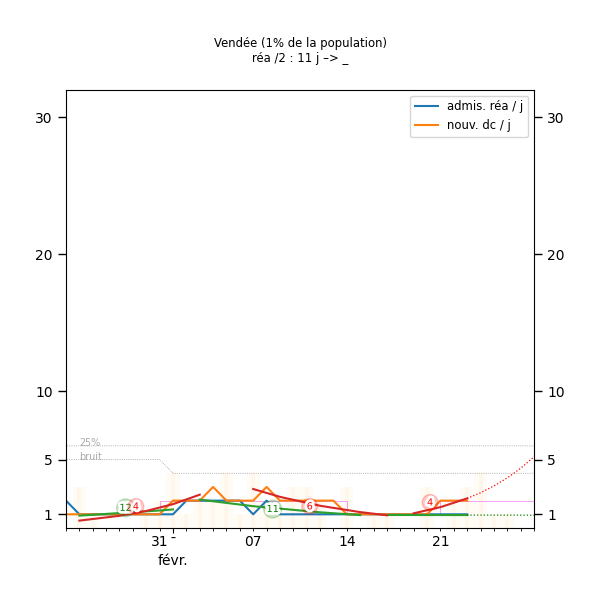 Vendée (1% de la population)
réa /2 : 11 j –> _
admis. réa / j
nouv. dc / j
30 30
20 20
10 10
25%
bruit
5 5
12 4 11 6 4
1 1
31 - 07 14 21
févr.